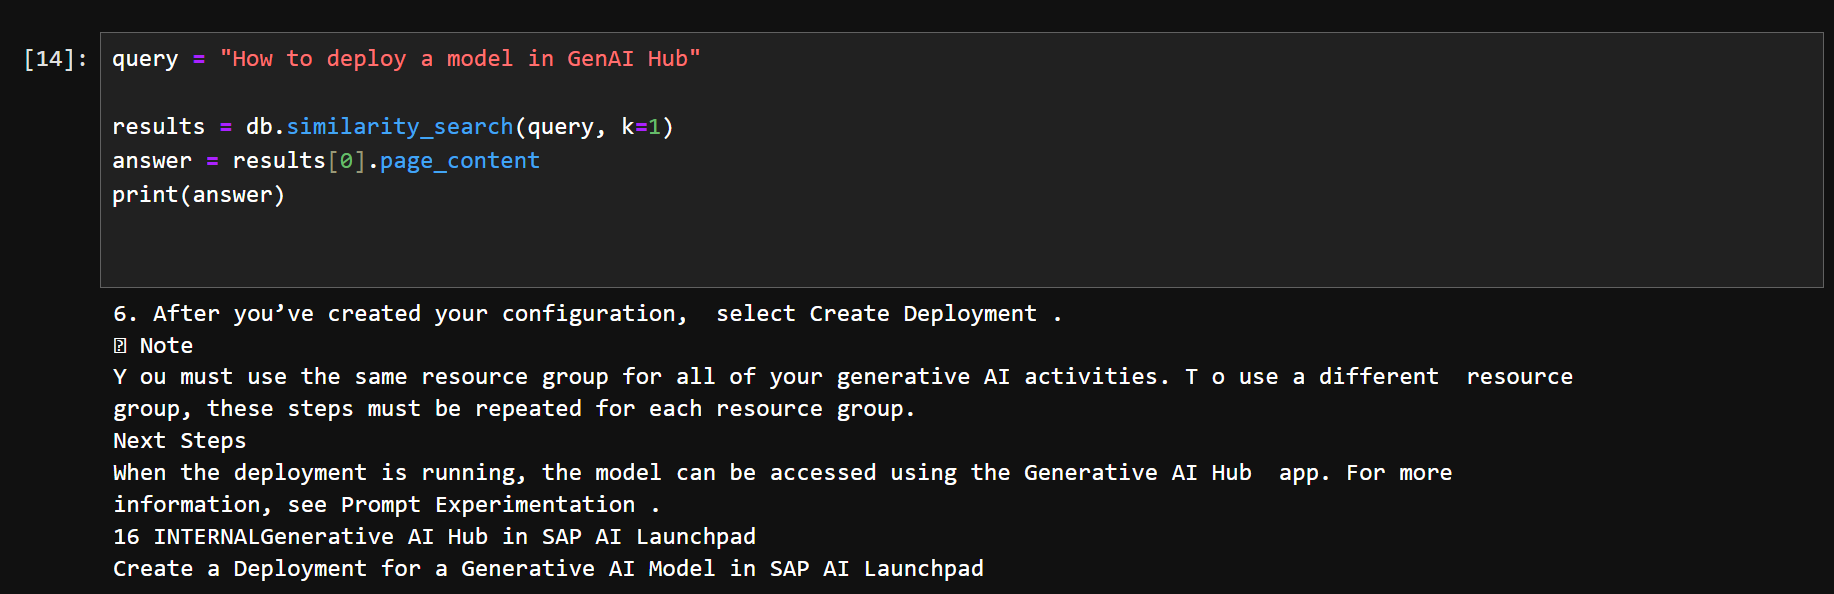 [14]: query = "How to deploy a model in GenAI Hub"
results = db.similarity_search(query, k=1)
answer = results[0].page_content
print(answer)
6. After you’ve created your configuration,  select Create Deployment .
⍰ Note
Y ou must use the same resource group for all of your generative AI activities. T o use a different  resource
group, these steps must be repeated for each resource group.
Next Steps
When the deployment is running, the model can be accessed using the Generative AI Hub  app. For more
information, see Prompt Experimentation .
16 INTERNALGenerative AI Hub in SAP AI Launchpad
Create a Deployment for a Generative AI Model in SAP AI Launchpad